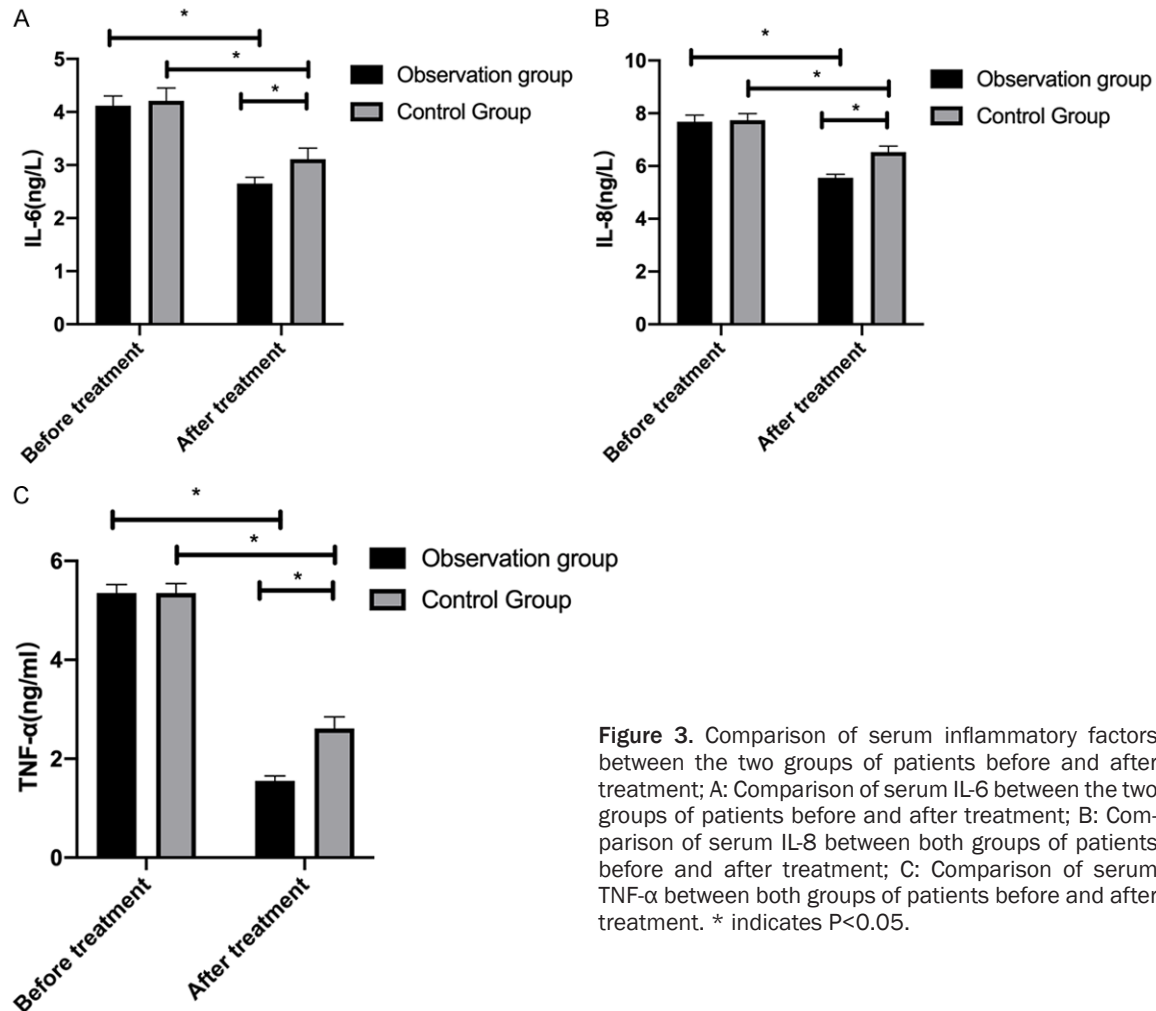 A
*
*
*
IL-6(ng/L)
5
4
3
2
1
0
Before treatment
After treatment
Observation group
Control Group
B
*
*
*
IL-8(ng/L)
10
8
6
4
2
0
Before treatment
After treatment
Observation group
Control Group
C
*
*
*
TNF-α(ng/ml)
6
4
2
0
Before treatment
After treatment
Observation group
Control Group
Figure 3. Comparison of serum inflammatory factors
between the two groups of patients before and after
treatment; A: Comparison of serum IL-6 between the two
groups of patients before and after treatment; B: Com-
parison of serum IL-8 between both groups of patients
before and after treatment; C: Comparison of serum
TNF-α between both groups of patients before and after
treatment. * indicates P<0.05.